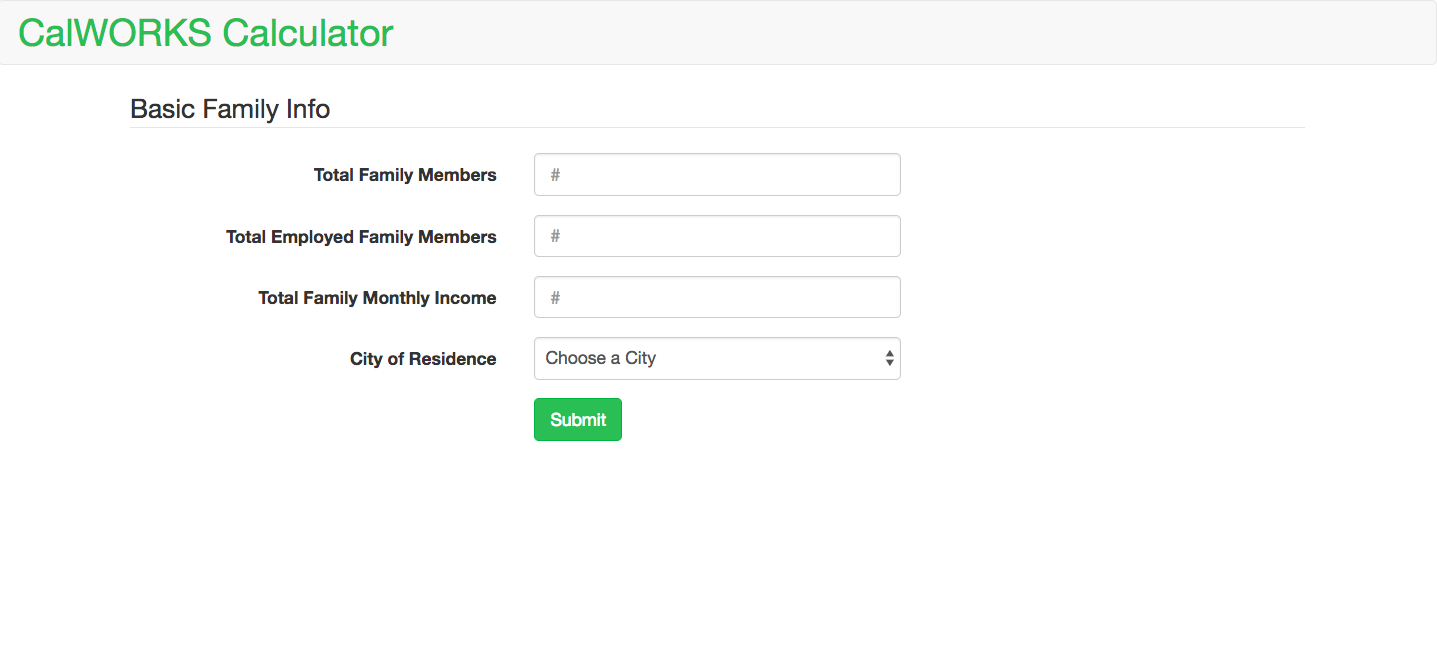 CalWORKS Calculator
Basic Family Info
Total Family Members #
Total Employed Family Members #
Total Family Monthly Income #
City of Residence Choose a City
Submit